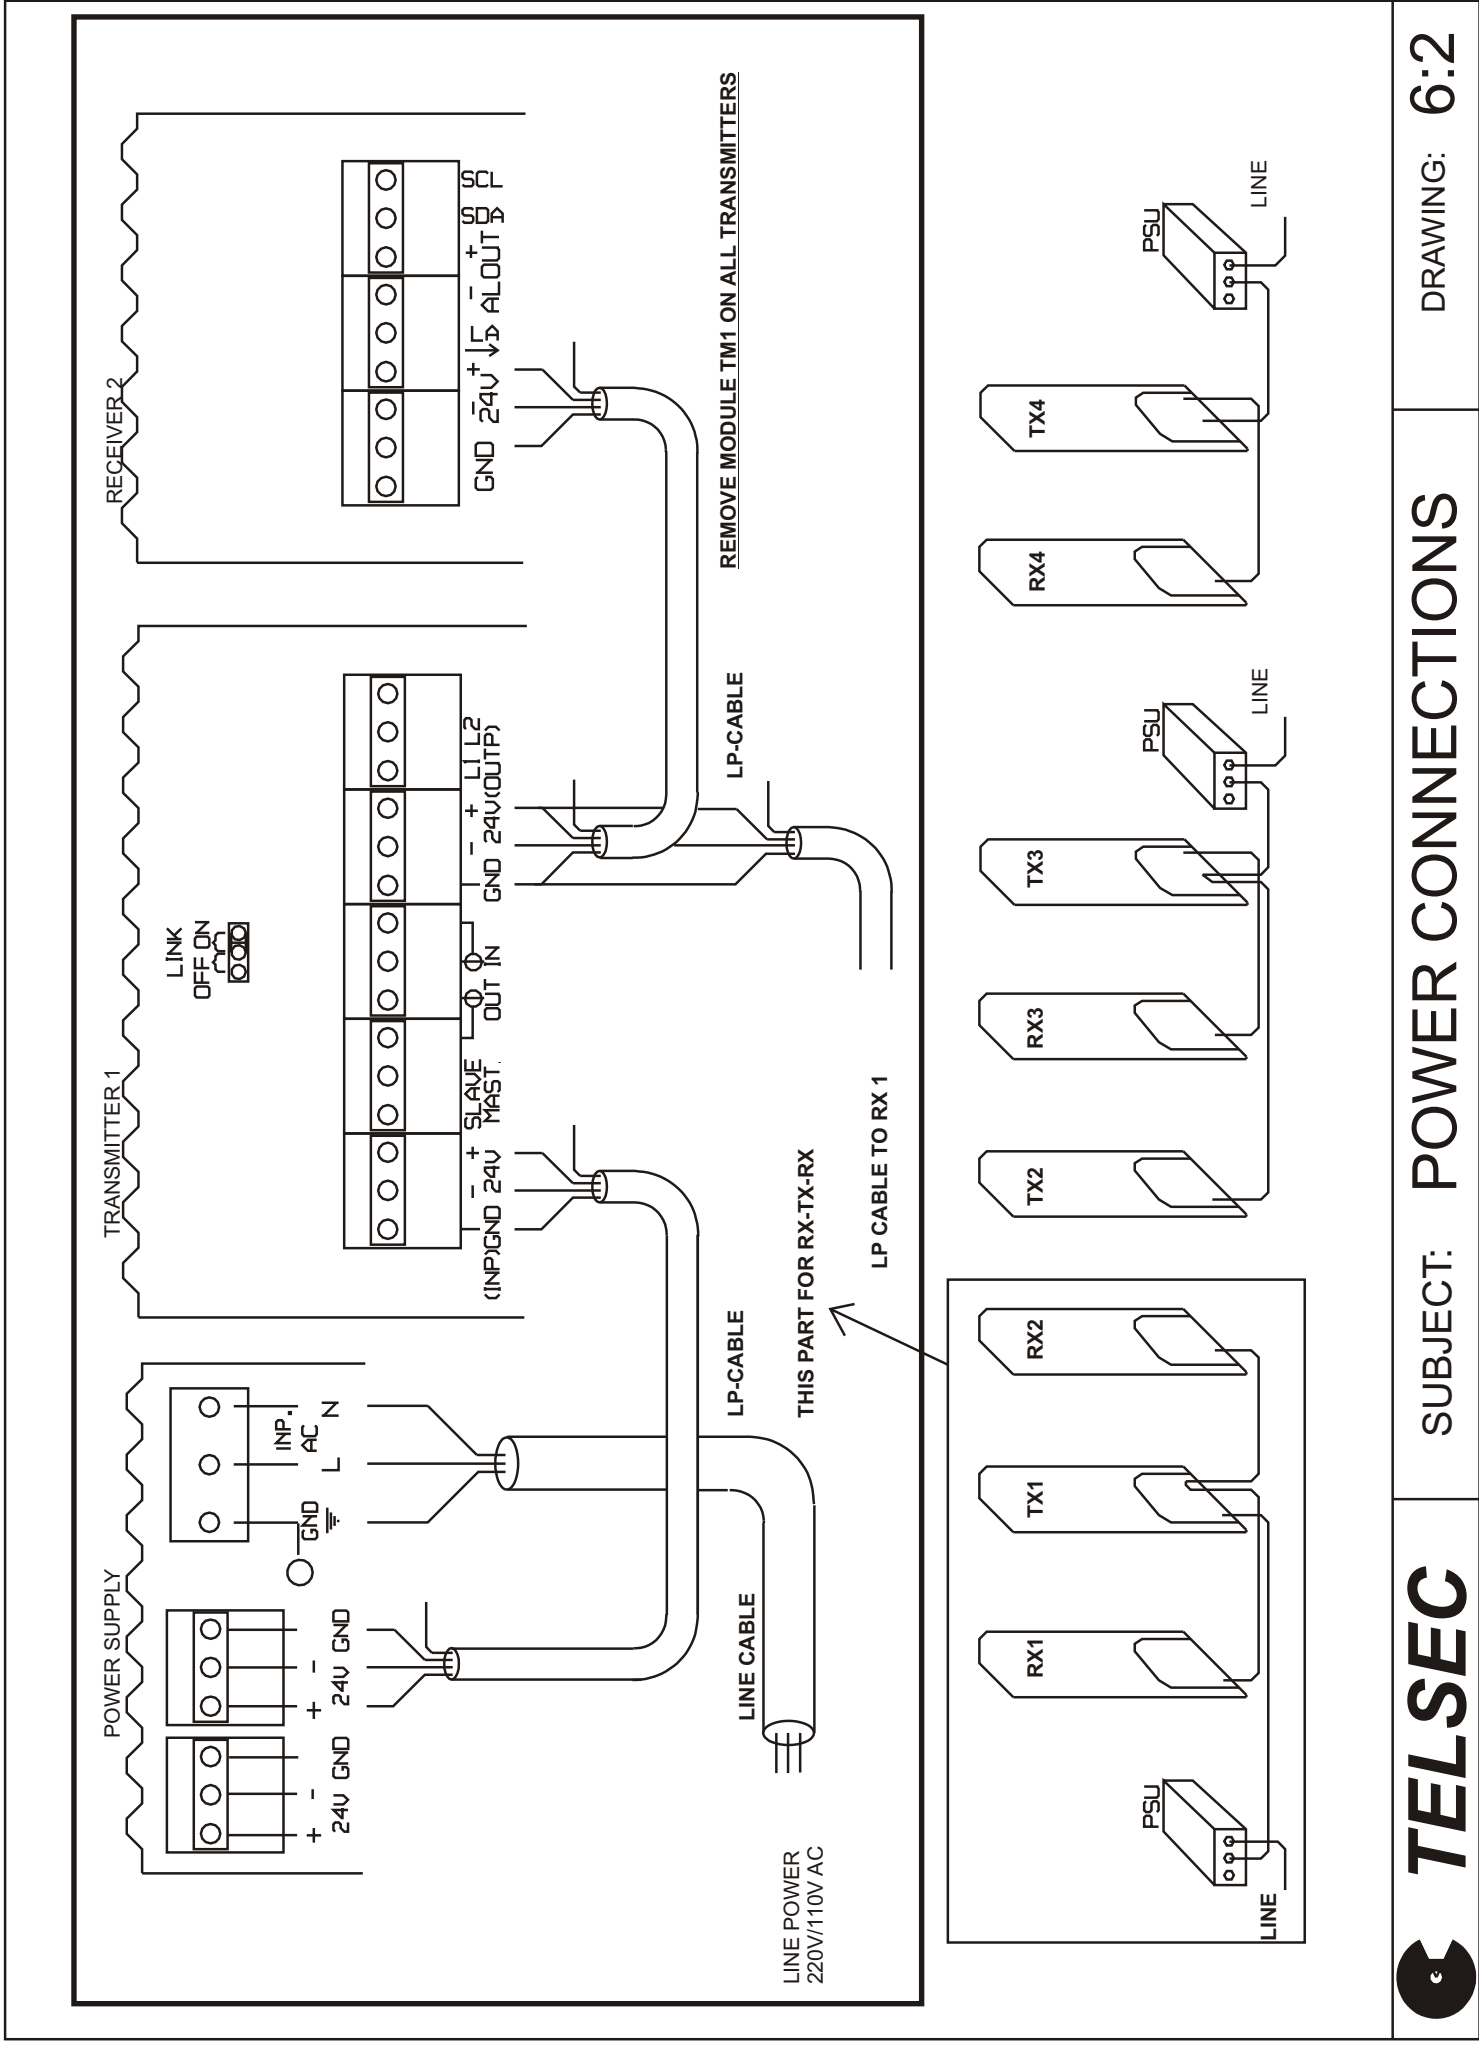 POWER SUPPLY
TRANSMITTER 1
RECEIVER 2
+ - 24V GND
+ - 24V GND
GND
L
INP.
AC
N
LINK
OFF ON
(INP) GND
- 24V +
SLAVE
MAST.
OUT IN
GND
- 24V +
(OUTP)
L1 L2
GND
- 24V +
A
- ALOUT +
SDA
SCL
REMOVE MODULE TM1 ON ALL TRANSMITTERS
LP-CABLE
LP-CABLE
THIS PART FOR RX-TX-RX
LINE CABLE
LINE POWER
220V/110V AC
LP CABLE TO RX 1
PSU
LINE
RX1
TX1
RX2
TX2
RX3
TX3
PSU
LINE
RX4
TX4
PSU
LINE
TELSEC
SUBJECT: POWER CONNECTIONS
DRAWING: 6:2